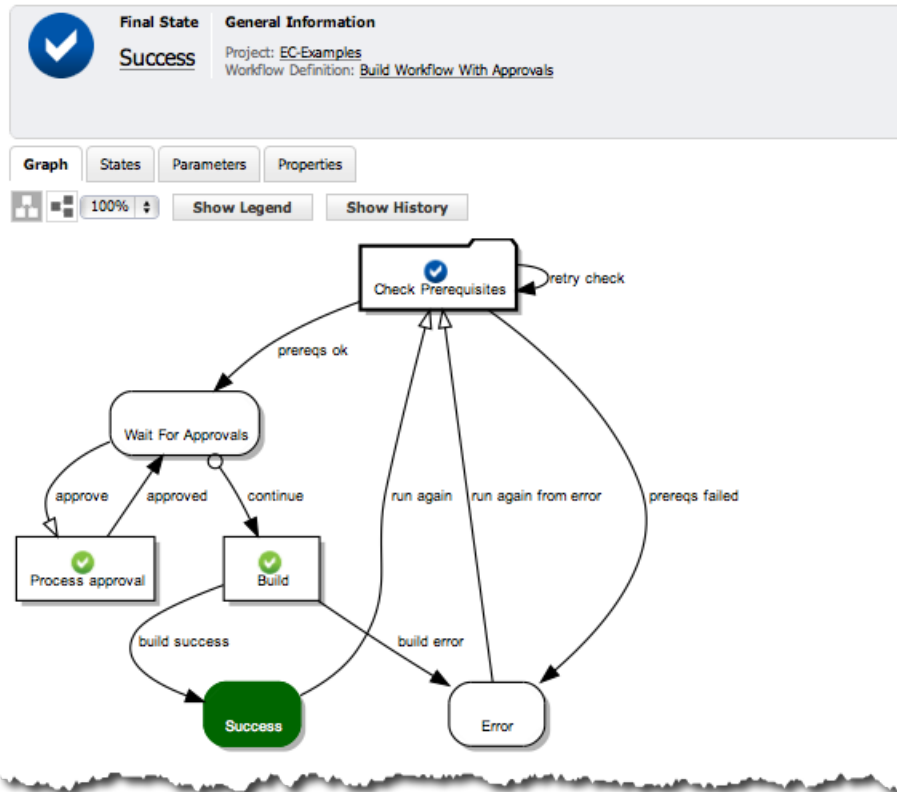 Final State
Success
General Information
Project: EC-Examples
Workflow Definition: Build Workflow With Approvals
Graph
States
Parameters
Properties
100%
Show Legend
Show History
Check Prerequisites
retry check
prereqs ok
Wait For Approvals
approve
approved
continue
run again
run again from error
prereqs failed
Process approval
Build
build success
build error
Success
Error